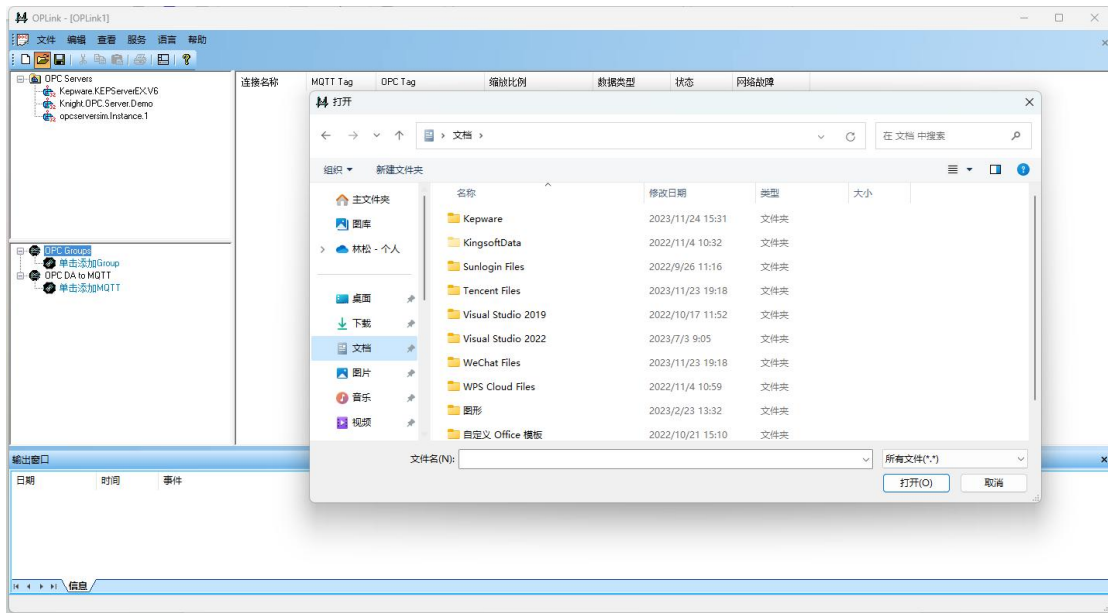 OPLink - [OPLink1]
文件 编辑 查看 服务 语言 帮助
OPC Servers
Kepware.KEPServerEX.V6
Knight.OPC.Server.Demo
opcserversim.Instance.1
OPC Groups
单击添加Group
OPC DA to MQTT
单击添加MQTT
连接名称 MQTT Tag OPC Tag 缩放比例 数据类型 状态 网络故障
打开
文档
在 文档 中搜索
组织 新建文件夹
主文件夹
图库
林松 - 个人
桌面
下载
文档
图片
音乐
视频
名称 修改日期 类型 大小
Kepware 2023/11/24 15:31 文件夹
KingsoftData 2022/11/4 10:32 文件夹
Sunlogin Files 2022/9/26 11:16 文件夹
Tencent Files 2023/11/23 19:18 文件夹
Visual Studio 2019 2022/10/17 11:52 文件夹
Visual Studio 2022 2023/7/3 9:05 文件夹
WeChat Files 2023/11/23 19:18 文件夹
WPS Cloud Files 2022/11/4 10:59 文件夹
图形 2023/2/23 13:32 文件夹
自定义 Office 模板 2022/10/21 15:10 文件夹
文件名(N): 所有文件(*.*)
打开(O) 取消
输出窗口
日期 时间 事件
信息